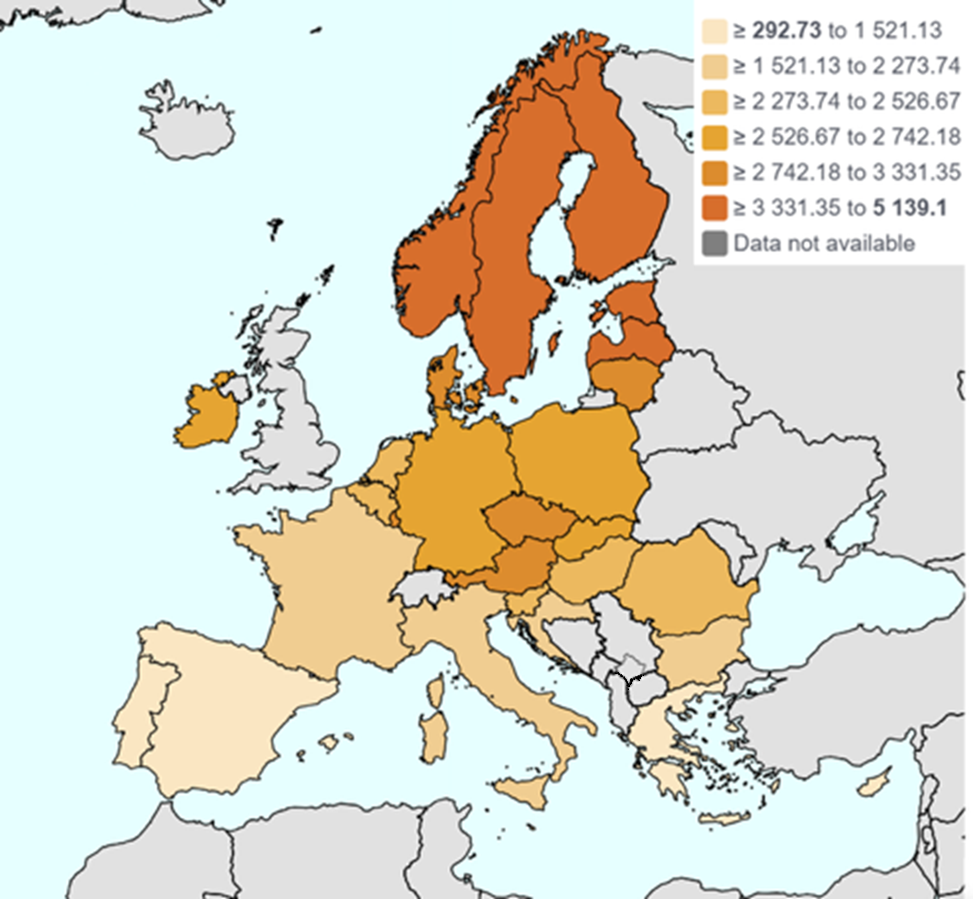 ≥ 292.73 to 1 521.13
≥ 1 521.13 to 2 273.74
≥ 2 273.74 to 2 526.67
≥ 2 526.67 to 2 742.18
≥ 2 742.18 to 3 331.35
≥ 3 331.35 to 5 139.1
Data not available